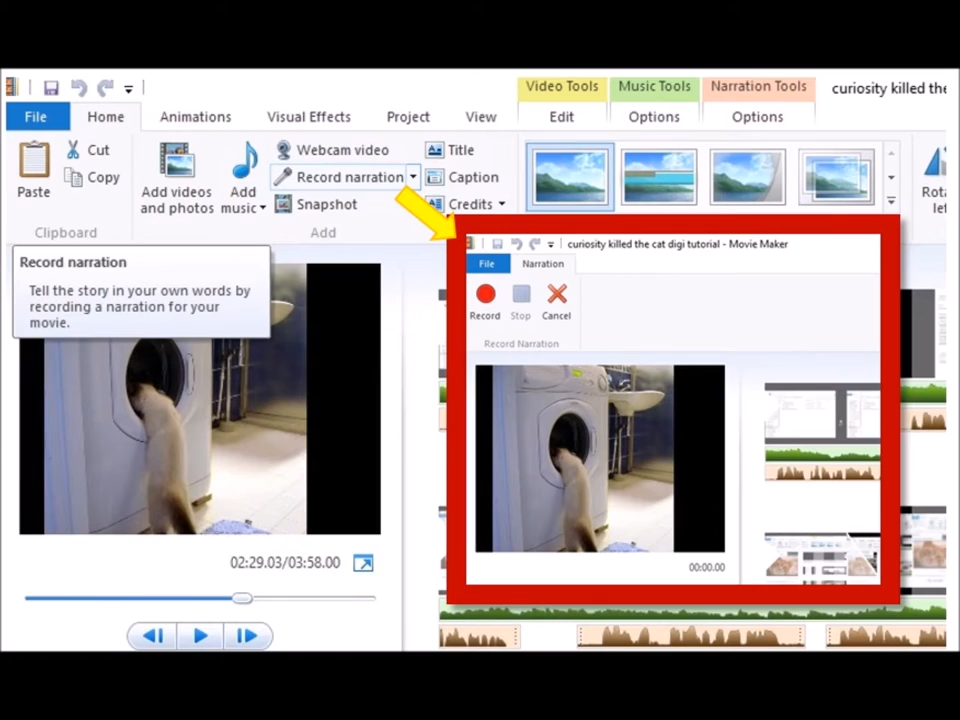 Video Tools Music Tools Narration Tools curiosity killed the
File Home Animations Visual Effects Project View Edit Options Options
Paste
Cut
Copy
Clipboard
Add videos
and photos
Add
music
Webcam video
Record narration
Snapshot
Title
Caption
Credits
Add
Rota
lef
Record narration
Tell the story in your own words by
recording a narration for your
movie.
02:29.03/03:58.00
curiosity killed the cat digi tutorial - Movie Maker
File Narration
Record Stop Cancel
Record Narration
00:00.00